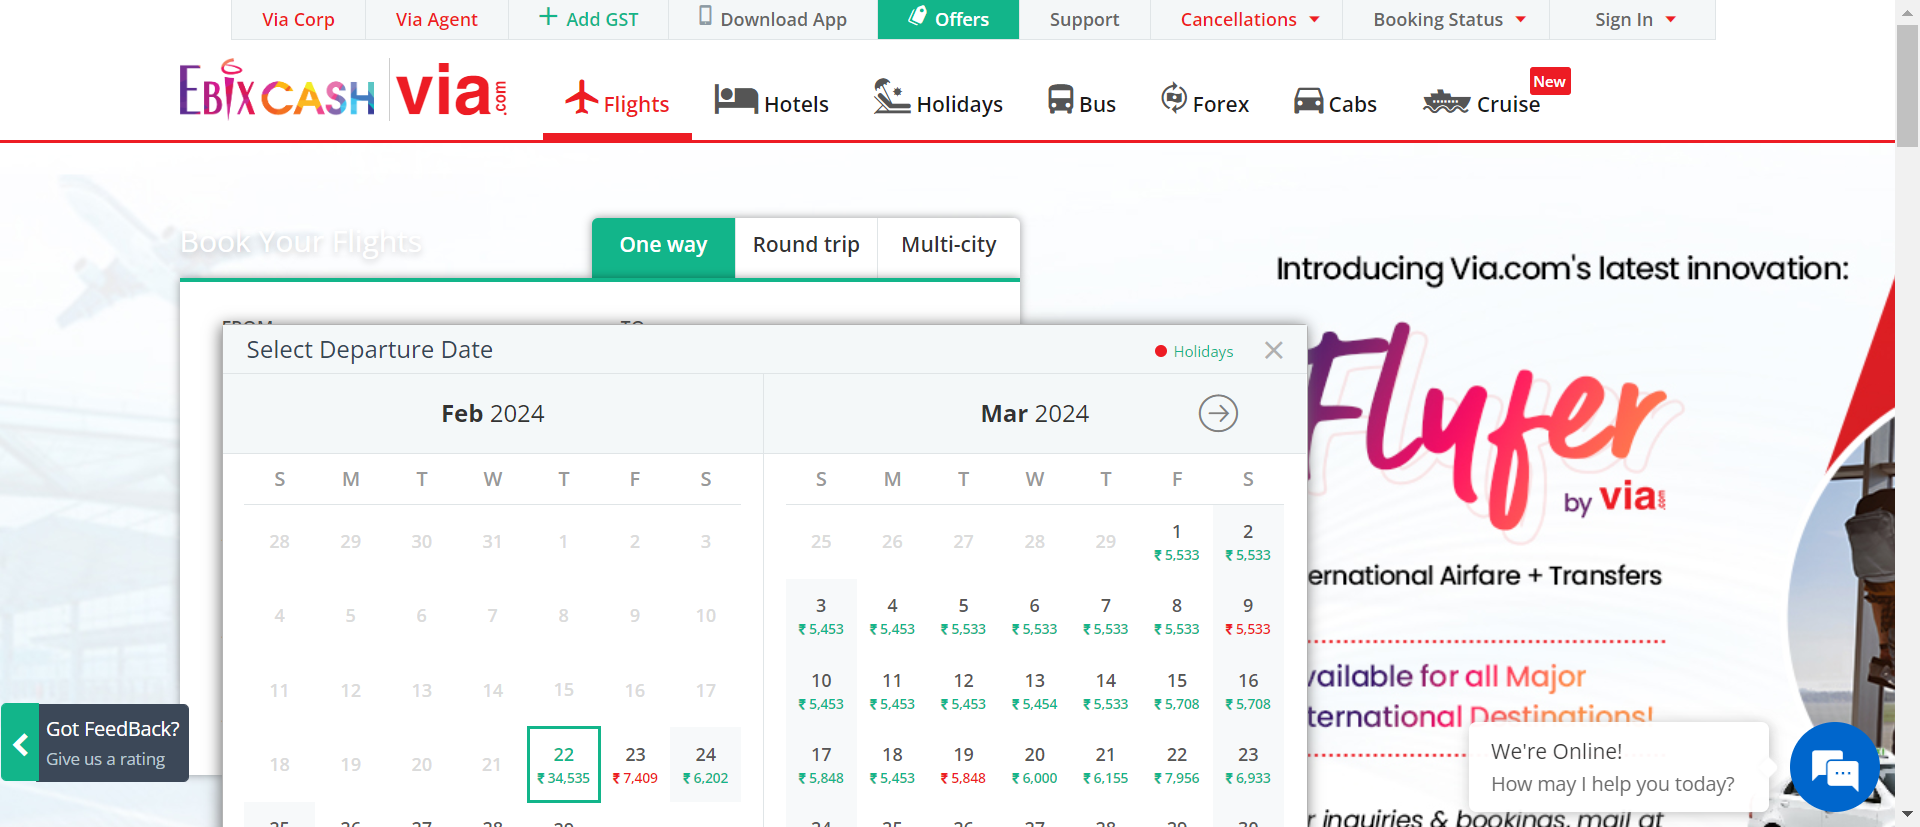 Via Corp
Via Agent
Add GST
Download App
Offers
Support
Cancellations
Booking Status
Sign In
EBIXCASH
via.com
Flights
Hotels
Holidays
Bus
Forex
Cabs
Cruise
New
Book Your Flights
One way
Round trip
Multi-city
FROM
TO
Introducing Via.com's latest innovation:
Flyfer
by via.com
ernational Airfare + Transfers
vailable for all Major
ternational Destinations!
r inquiries & bookings, mail at
Select Departure Date
Holidays
Feb 2024
S M T W T F S
28 29 30 31 1 2 3
4 5 6 7 8 9 10
11 12 13 14 15 16 17
18 19 20 21 22 23 24
₹ 34,535 ₹ 7,409 ₹ 6,202
25 26 27 28 29
Mar 2024
S M T W T F S
25 26 27 28 29 1 2
₹ 5,533 ₹ 5,533
3 4 5 6 7 8 9
₹ 5,453 ₹ 5,453 ₹ 5,533 ₹ 5,533 ₹ 5,533 ₹ 5,533 ₹ 5,533
10 11 12 13 14 15 16
₹ 5,453 ₹ 5,453 ₹ 5,453 ₹ 5,454 ₹ 5,533 ₹ 5,708 ₹ 5,708
17 18 19 20 21 22 23
₹ 5,848 ₹ 5,453 ₹ 5,848 ₹ 6,000 ₹ 6,155 ₹ 7,956 ₹ 6,933
24 25 26 27 28 29 30
Got FeedBack?
Give us a rating
We're Online!
How may I help you today?